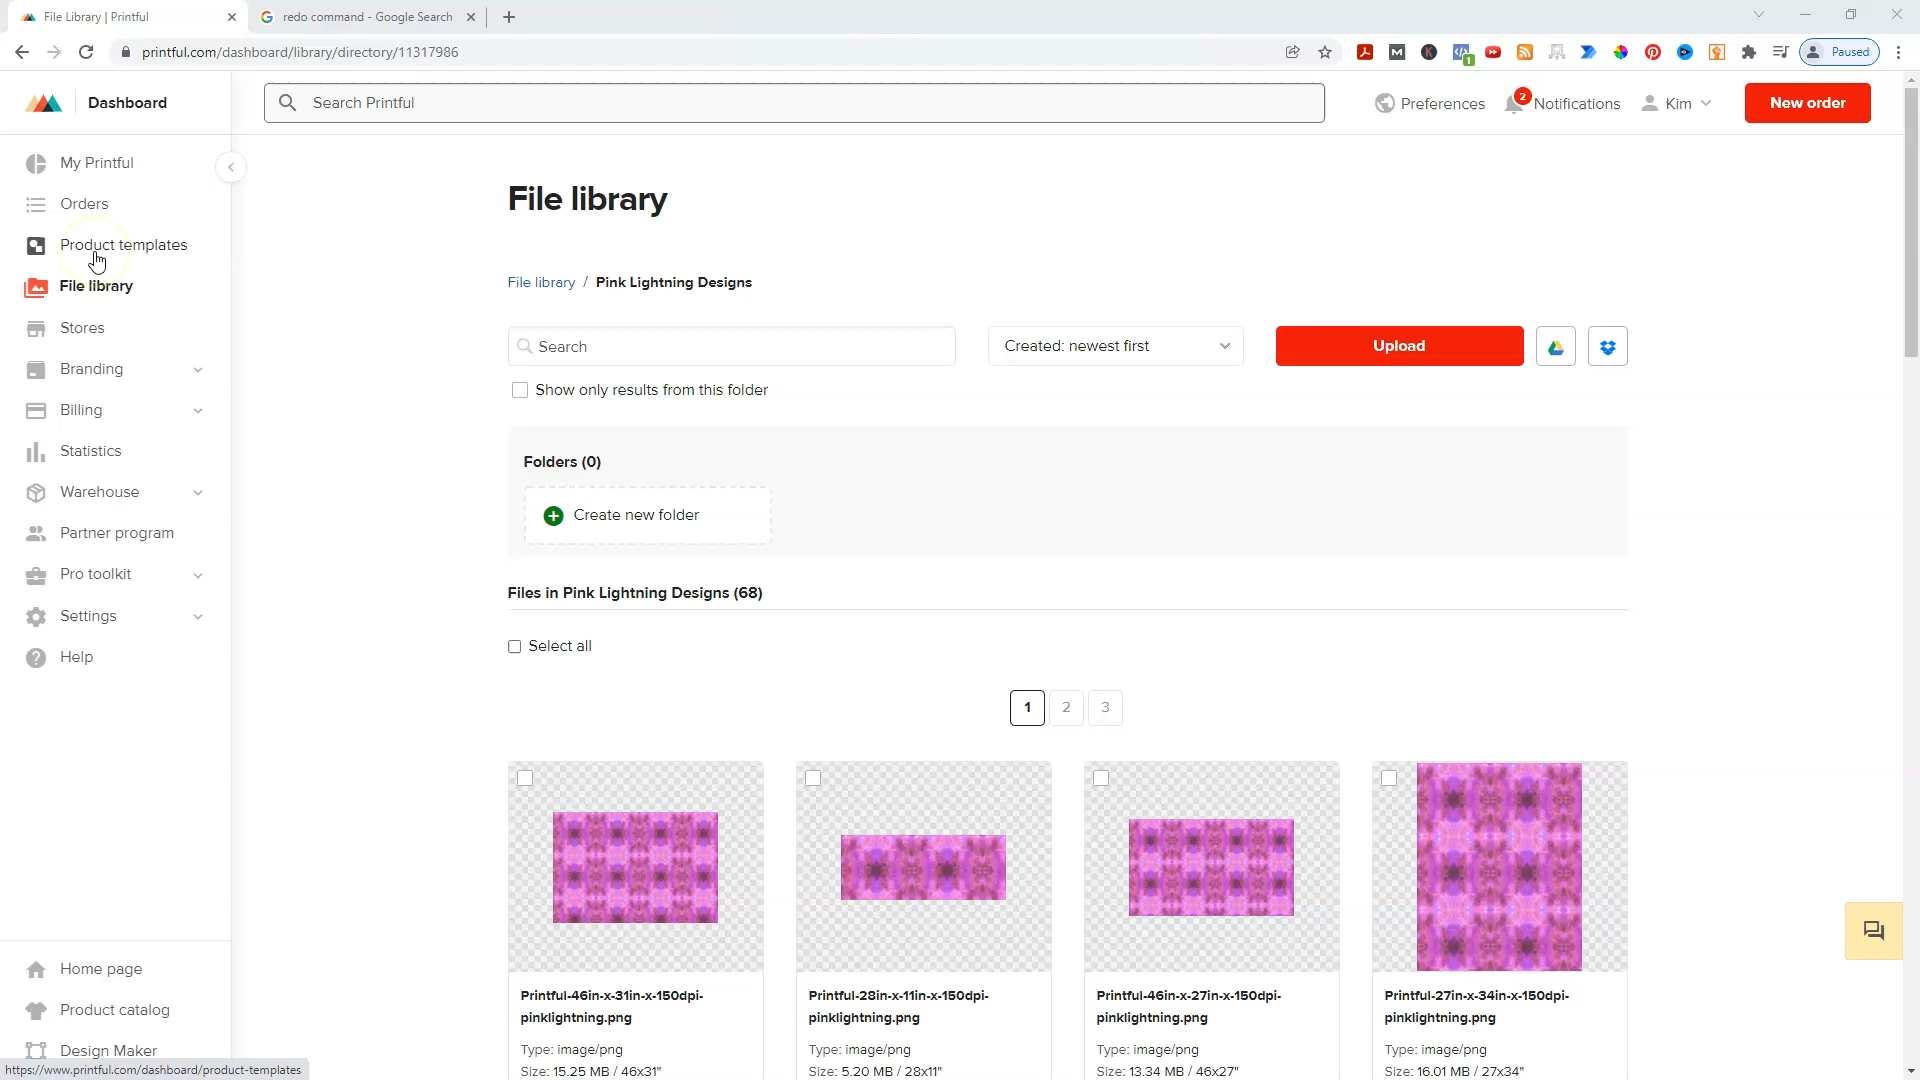 File Library | Printful
redo command - Google Search
printful.com/dashboard/library/directory/11317986
1
Paused
Dashboard
Search Printful
Preferences
2
Notifications
Kim
New order
My Printful
Orders
Product templates
File library
Stores
Branding
Billing
Statistics
Warehouse
Partner program
Pro toolkit
Settings
Help
Home page
Product catalog
Design Maker
https://www.printful.com/dashboard/product-templates
File library
File library / Pink Lightning Designs
Search
Created: newest first
Upload
Show only results from this folder
Folders (0)
Create new folder
Files in Pink Lightning Designs (68)
Select all
1 2 3
Printful-46in-x-31in-x-150dpi-
pinklightning.png
Type: image/png
Size: 15.25 MB / 46x31"
Printful-28in-x-11in-x-150dpi-
pinklightning.png
Type: image/png
Size: 5.20 MB / 28x11"
Printful-46in-x-27in-x-150dpi-
pinklightning.png
Type: image/png
Size: 13.34 MB / 46x27"
Printful-27in-x-34in-x-150dpi-
pinklightning.png
Type: image/png
Size: 16.01 MB / 27x34"